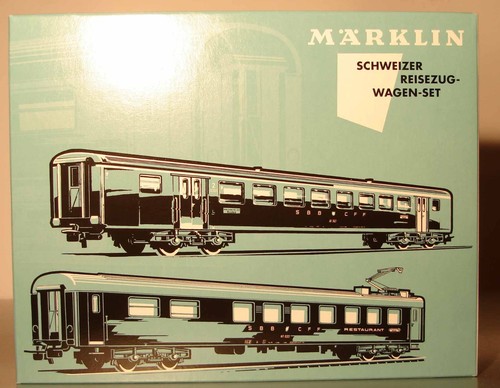 MÄRKLIN
SCHWEIZER
REISEZUG-
WAGEN-SET
SBB CFF
SBB CFF RESTAURANT